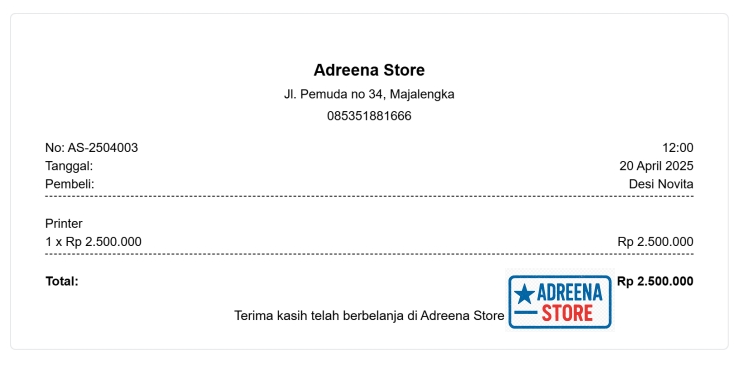 Adreena Store
Jl. Pemuda no 34, Majalengka
085351881666
No: AS-2504003 12:00
Tanggal: 20 April 2025
Pembeli: Desi Novita
Printer
1 x Rp 2.500.000 Rp 2.500.000
Total: Rp 2.500.000
Terima kasih telah berbelanja di Adreena Store
ADREENA
STORE